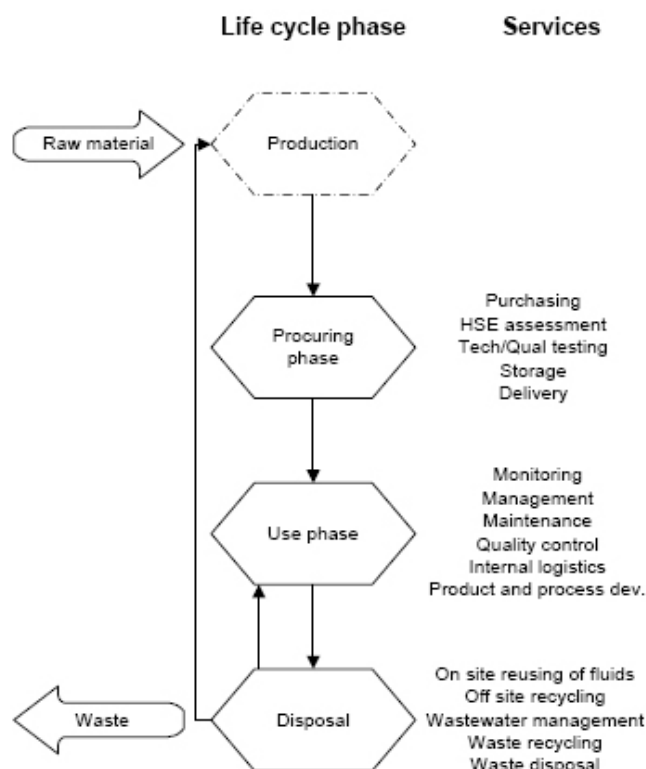 Life cycle phase
Services
Raw material
Production
Procuring
phase
Purchasing
HSE assessment
Tech/Qual testing
Storage
Delivery
Use phase
Monitoring
Management
Maintenance
Quality control
Internal logistics
Product and process dev.
Waste
Disposal
On site reusing of fluids
Off site recycling
Wastewater management
Waste recycling
Waste disposal